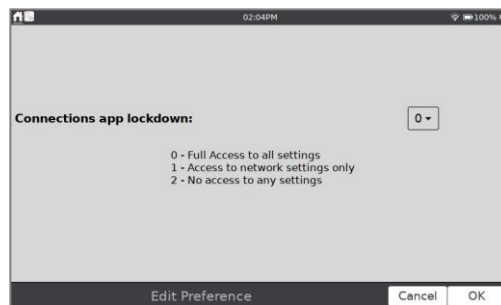 02:04PM
100%
Connections app lockdown:
0
0 - Full Access to all settings
1 - Access to network settings only
2 - No access to any settings
Edit Preference
Cancel
OK